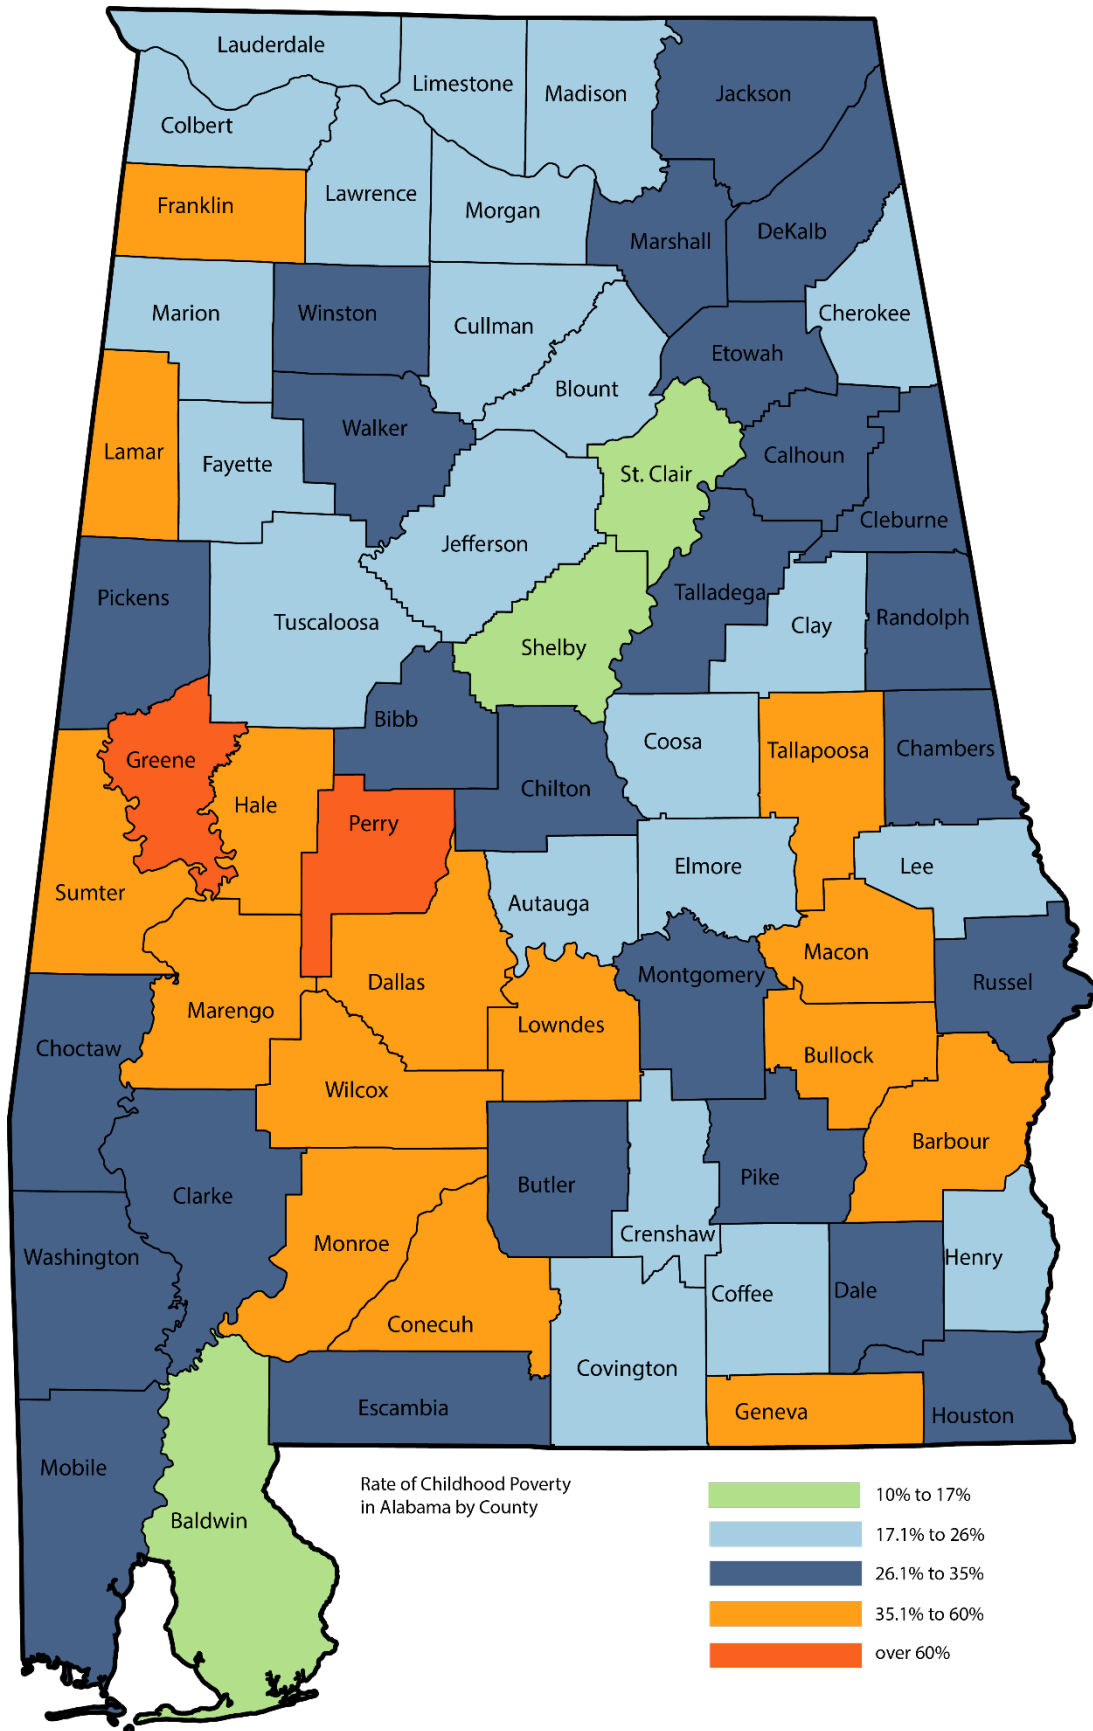 Lauderdale
Limestone
Madison
Jackson
Colbert
Lawrence
Franklin
Morgan
Marshall
DeKalb
Marion
Winston
Cullman
Cherokee
Etowah
Blount
Walker
Lamar
Fayette
St. Clair
Calhoun
Cleburne
Jefferson
Pickens
Talladega
Tuscaloosa
Clay
Randolph
Shelby
Bibb
Coosa
Tallapoosa
Chambers
Greene
Hale
Chilton
Perry
Elmore
Lee
Sumter
Autauga
Macon
Dallas
Montgomery
Russel
Marengo
Lowndes
Choctaw
Bullock
Wilcox
Barbour
Clarke
Butler
Pike
Monroe
Crenshaw
Washington
Henry
Coffee
Dale
Conecuh
Covington
Escambia
Geneva
Houston
Mobile
Baldwin
Rate of Childhood Poverty
in Alabama by County
10% to 17%
17.1% to 26%
26.1% to 35%
35.1% to 60%
over 60%